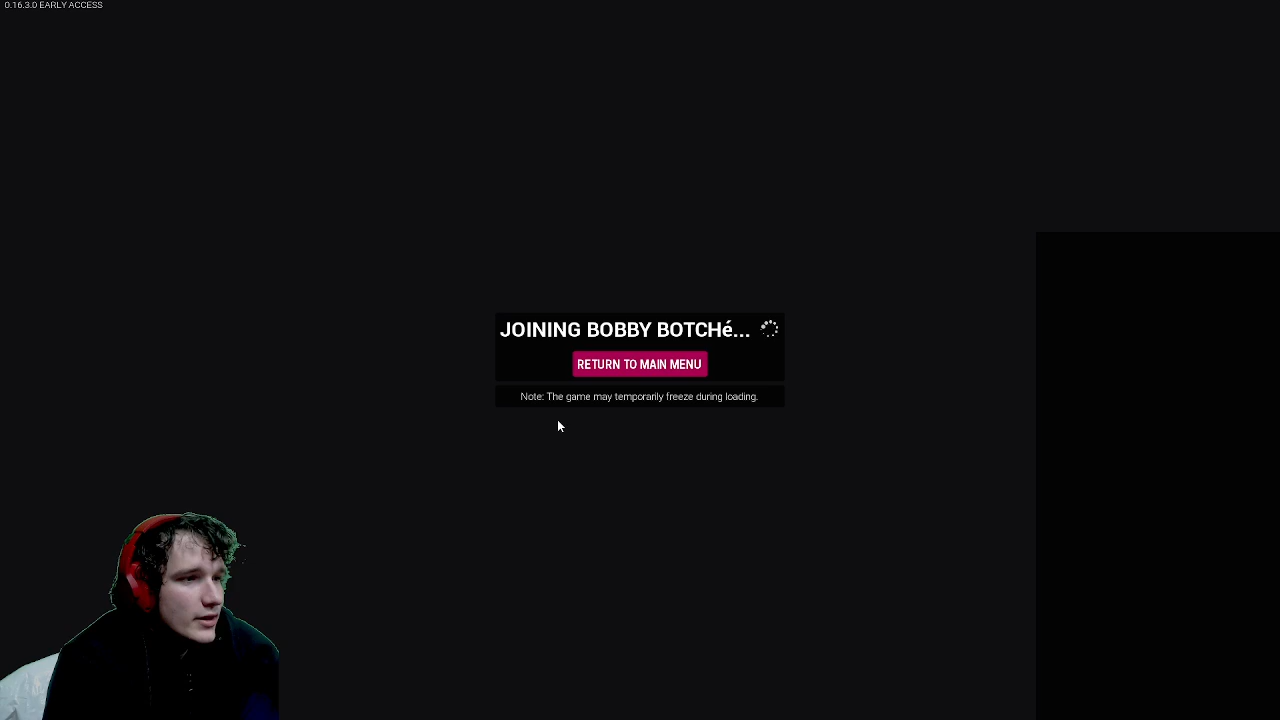 0.16.3.0 EARLY ACCESS
JOINING BOBBY BOTCHé...
RETURN TO MAIN MENU
Note: The game may temporarily freeze during loading.